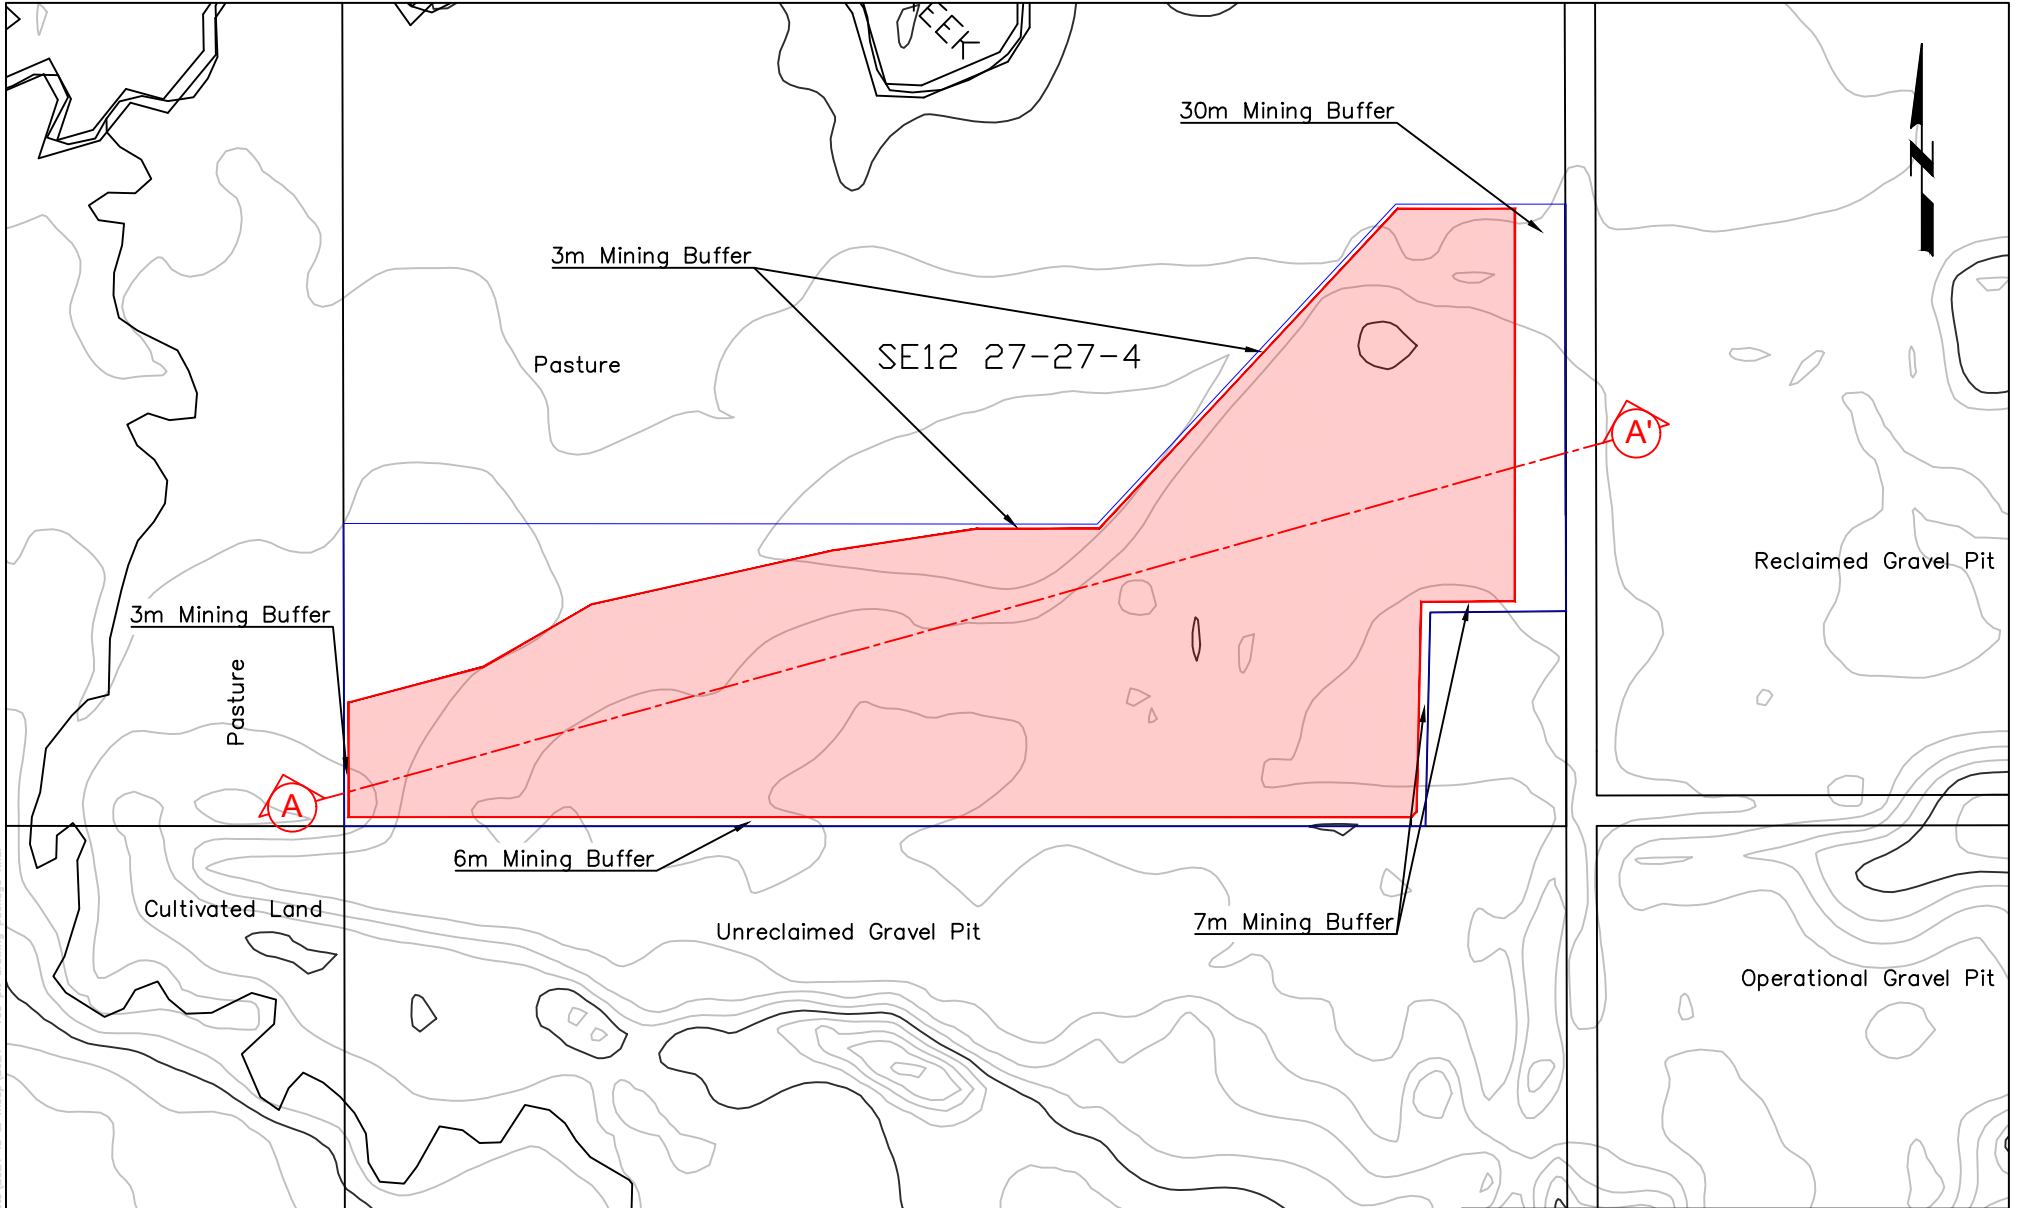 EEK
30m Mining Buffer
3m Mining Buffer
SE12 27-27-4
Pasture
A'
Reclaimed Gravel Pit
3m Mining Buffer
Pasture
A
6m Mining Buffer
Cultivated Land
7m Mining Buffer
Unreclaimed Gravel Pit
Operational Gravel Pit
N